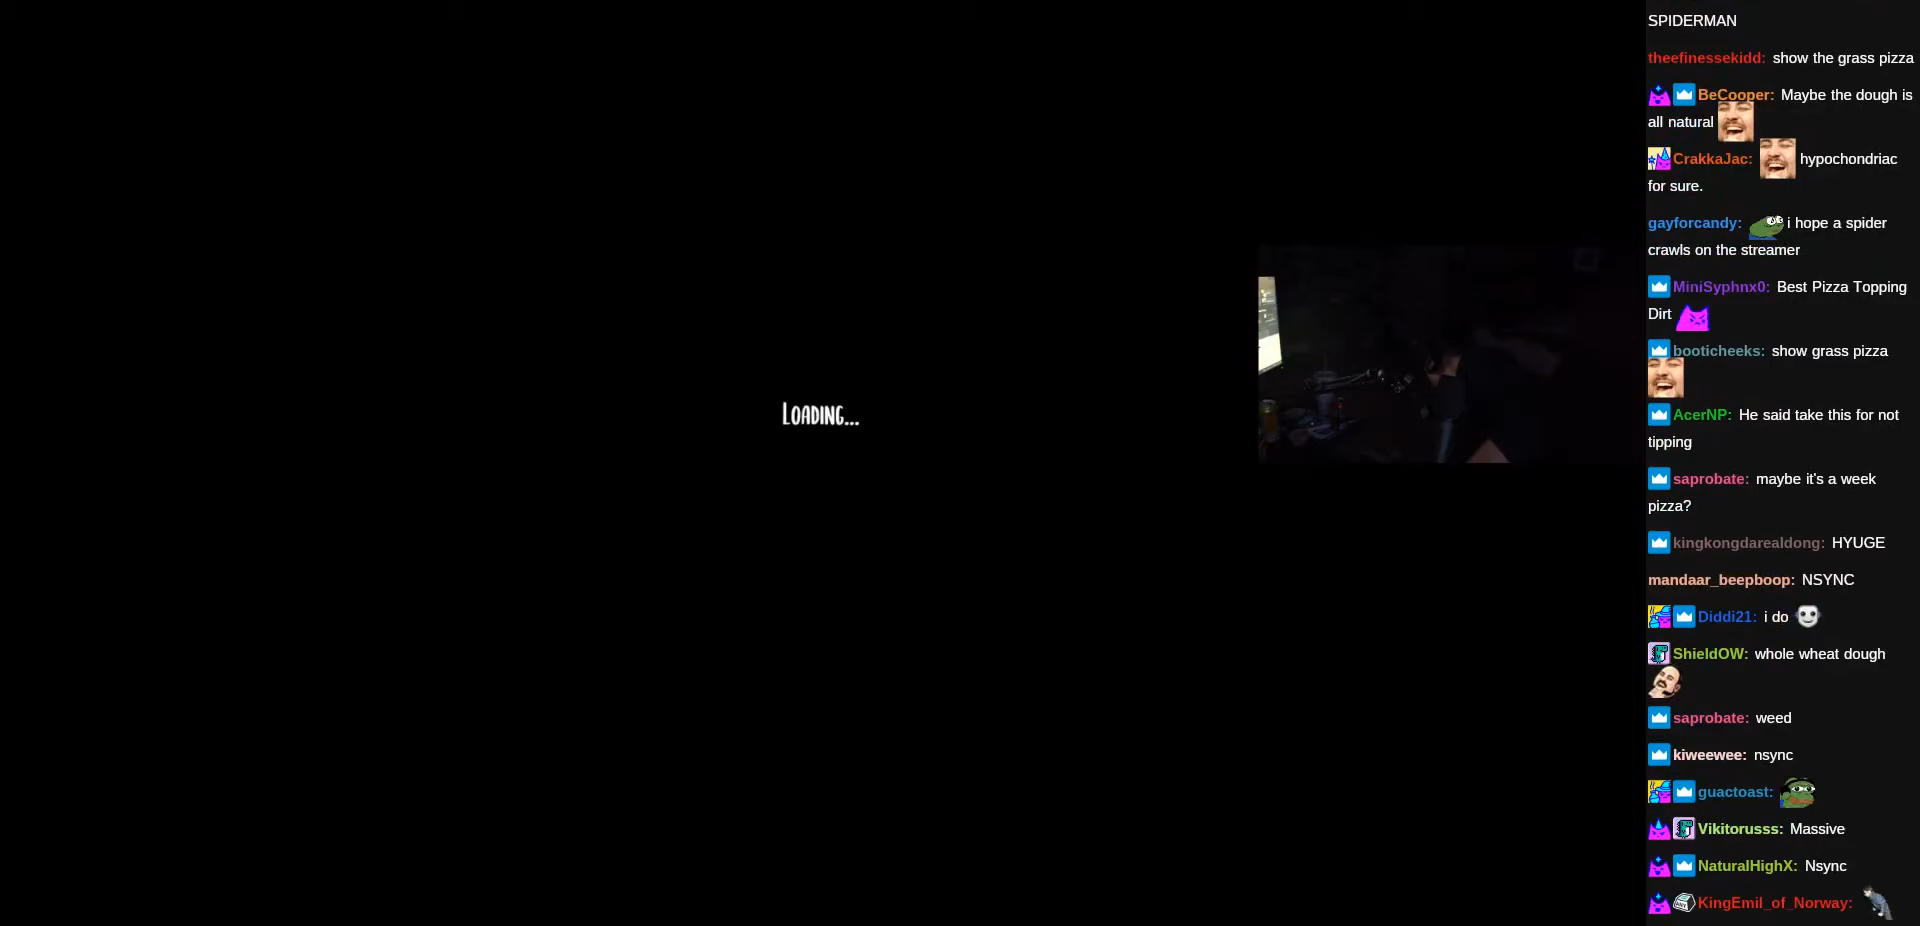 SPIDERMAN
theefinessekidd: show the grass pizza
BeCooper: Maybe the dough is
all natural
CrakkaJac: hypochondriac
for sure.
gayforcandy: i hope a spider
crawls on the streamer
MiniSyphnx0: Best Pizza Topping
Dirt
booticheeks: show grass pizza
AcerNP: He said take this for not
tipping
saprobate: maybe it's a week
pizza?
kingkongdarealdong: HYUGE
mandaar_beepboop: NSYNC
Diddi21: i do
ShieldOW: whole wheat dough
saprobate: weed
kiweewee: nsync
guactoast:
Vikitorusss: Massive
NaturalHighX: Nsync
KingEmil_of_Norway:
Loading...